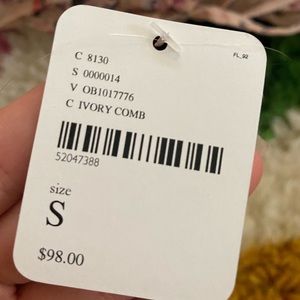 FL_92
C 8130
S 0000014
V OB1017776
C IVORY COMB
52047388
size
S
$98.00